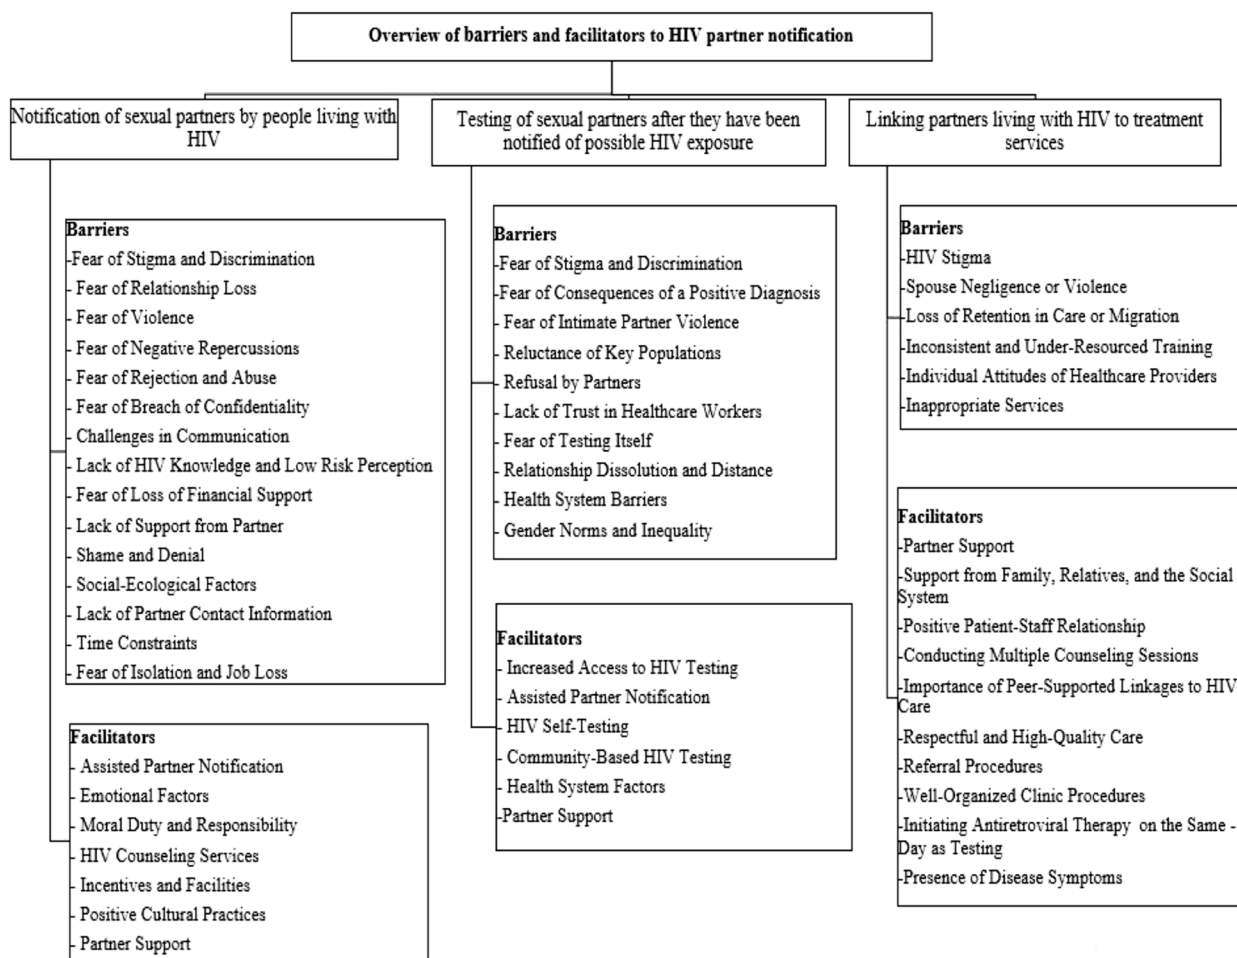 Overview of barriers and facilitators to HIV partner notification
Notification of sexual partners by people living with
HIV
Barriers
-Fear of Stigma and Discrimination
- Fear of Relationship Loss
- Fear of Violence
- Fear of Negative Repercussions
- Fear of Rejection and Abuse
- Fear of Breach of Confidentiality
- Challenges in Communication
- Lack of HIV Knowledge and Low Risk Perception
- Fear of Loss of Financial Support
- Lack of Support from Partner
- Shame and Denial
- Social-Ecological Factors
- Lack of Partner Contact Information
- Time Constraints
- Fear of Isolation and Job Loss
Facilitators
- Assisted Partner Notification
- Emotional Factors
- Moral Duty and Responsibility
- HIV Counseling Services
- Incentives and Facilities
- Positive Cultural Practices
- Partner Support
Testing of sexual partners after they have been
notified of possible HIV exposure
Barriers
-Fear of Stigma and Discrimination
-Fear of Consequences of a Positive Diagnosis
- Fear of Intimate Partner Violence
- Reluctance of Key Populations
- Refusal by Partners
- Lack of Trust in Healthcare Workers
- Fear of Testing Itself
- Relationship Dissolution and Distance
- Health System Barriers
- Gender Norms and Inequality
Facilitators
- Increased Access to HIV Testing
- Assisted Partner Notification
- HIV Self-Testing
- Community-Based HIV Testing
- Health System Factors
-Partner Support
Linking partners living with HIV to treatment
services
Barriers
-HIV Stigma
-Spouse Negligence or Violence
-Loss of Retention in Care or Migration
-Inconsistent and Under-Resourced Training
-Individual Attitudes of Healthcare Providers
-Inappropriate Services
Facilitators
-Partner Support
-Support from Family, Relatives, and the Social
System
-Positive Patient-Staff Relationship
-Conducting Multiple Counseling Sessions
-Importance of Peer-Supported Linkages to HIV
Care
-Respectful and High-Quality Care
-Referral Procedures
-Well-Organized Clinic Procedures
-Initiating Antiretroviral Therapy on the Same -
Day as Testing
-Presence of Disease Symptoms